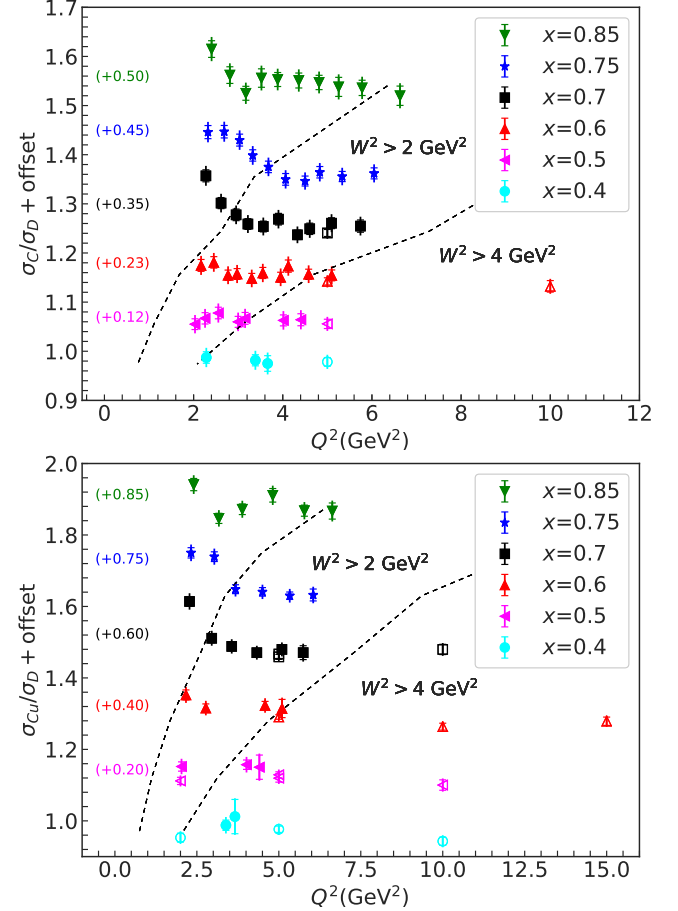 1.7
1.6
1.5
1.4
1.3
1.2
1.1
1.0
0.9
σ_C/σ_D + offset
(+0.50)
(+0.45)
(+0.35)
(+0.23)
(+0.12)
W² > 2 GeV²
W² > 4 GeV²
x=0.85
x=0.75
x=0.7
x=0.6
x=0.5
x=0.4
0 2 4 6 8 10 12
Q²(GeV²)
2.0
1.8
1.6
1.4
1.2
1.0
σ_Cu/σ_D + offset
(+0.85)
(+0.75)
(+0.60)
(+0.40)
(+0.20)
W² > 2 GeV²
W² > 4 GeV²
x=0.85
x=0.75
x=0.7
x=0.6
x=0.5
x=0.4
0.0 2.5 5.0 7.5 10.0 12.5 15.0
Q²(GeV²)